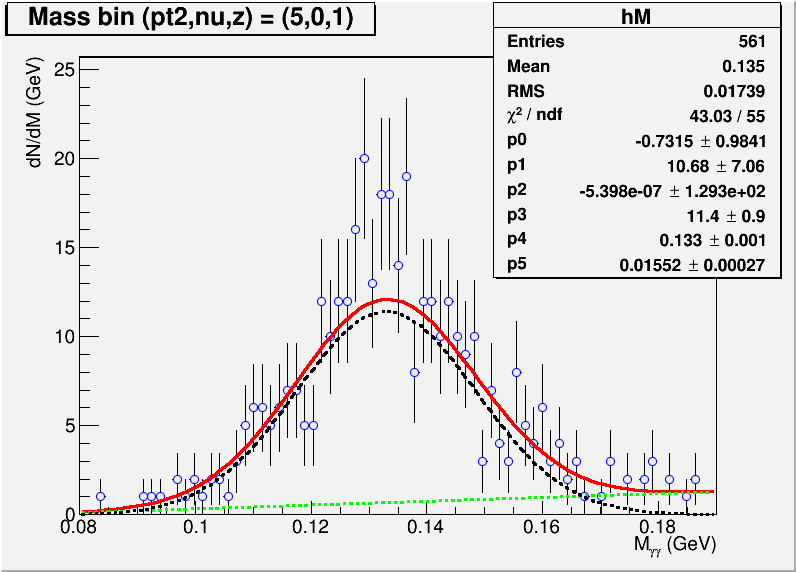 Mass bin (pt2,nu,z) = (5,0,1)
hM
Entries 561
Mean 0.135
RMS 0.01739
χ² / ndf 43.03 / 55
p0 -0.7315 ± 0.9841
p1 10.68 ± 7.06
p2 -5.398e-07 ± 1.293e+02
p3 11.4 ± 0.9
p4 0.133 ± 0.001
p5 0.01552 ± 0.00027
dN/dM (GeV)
25
20
15
10
5
0
0.08 0.1 0.12 0.14 0.16 0.18
Mγγ (GeV)